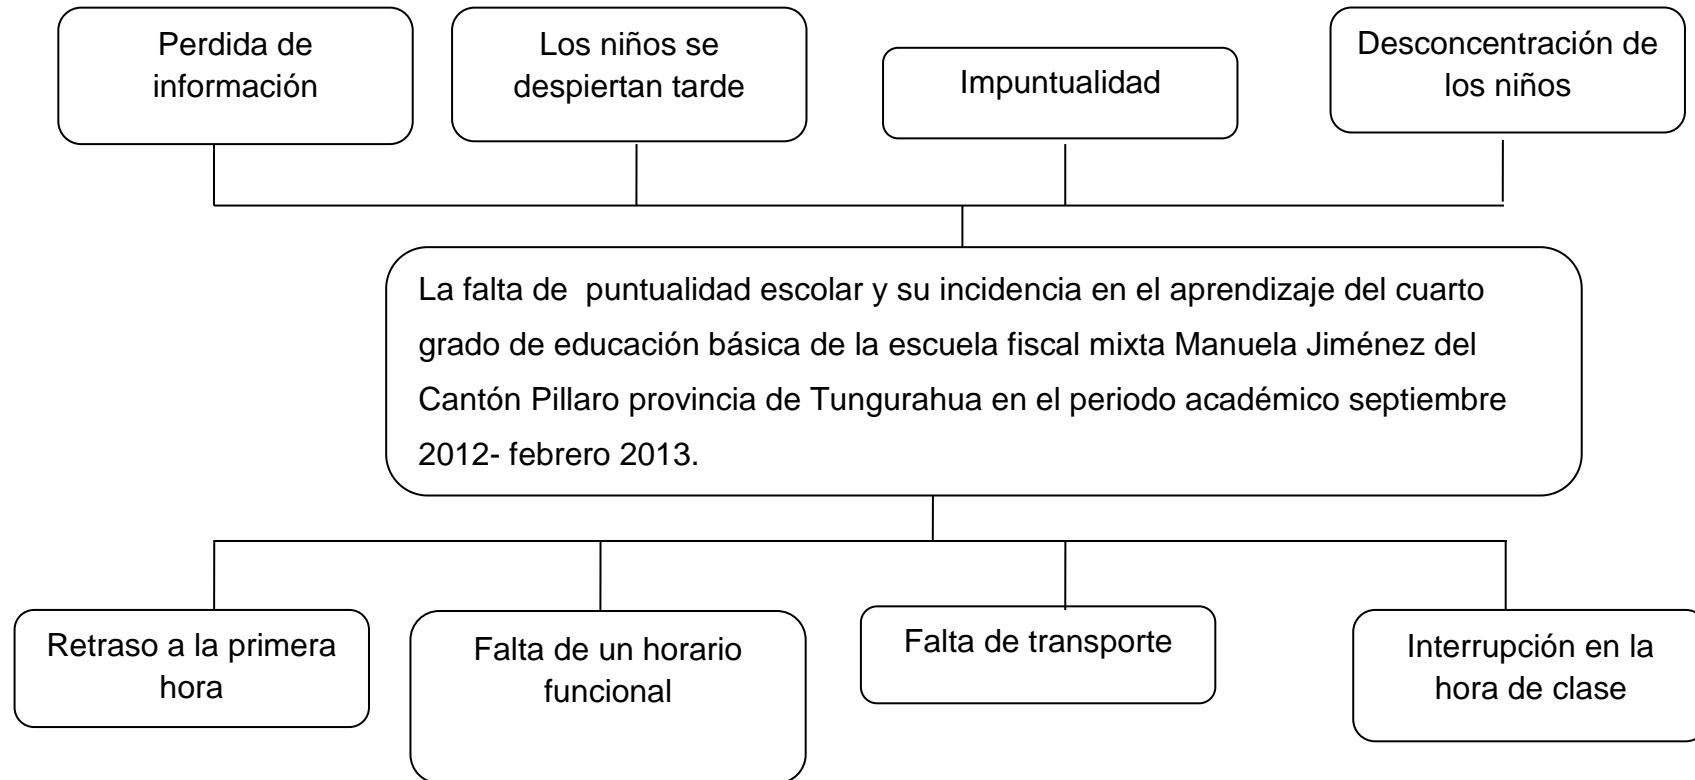 Perdida de
información
Los niños se
despiertan tarde
Impuntualidad
Desconcentración de
los niños
La falta de  puntualidad escolar y su incidencia en el aprendizaje del cuarto
grado de educación básica de la escuela fiscal mixta Manuela Jiménez del
Cantón Pillaro provincia de Tungurahua en el periodo académico septiembre
2012- febrero 2013.
Retraso a la primera
hora
Falta de un horario
funcional
Falta de transporte
Interrupción en la
hora de clase